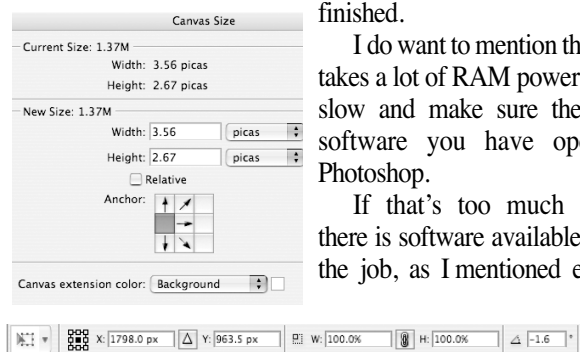 Canvas Size
Current Size: 1.37M
Width: 3.56 picas
Height: 2.67 picas
New Size: 1.37M
Width: 3.56 picas
Height: 2.67 picas
Relative
Anchor:
Canvas extension color: Background
finished.
I do want to mention
takes a lot of RAM power
slow and make sure
software you have
Photoshop.
If that's too much
there is software available
the job, as I mentioned
X: 1798.0 px Y: 963.5 px W: 100.0% H: 100.0% -1.6 °